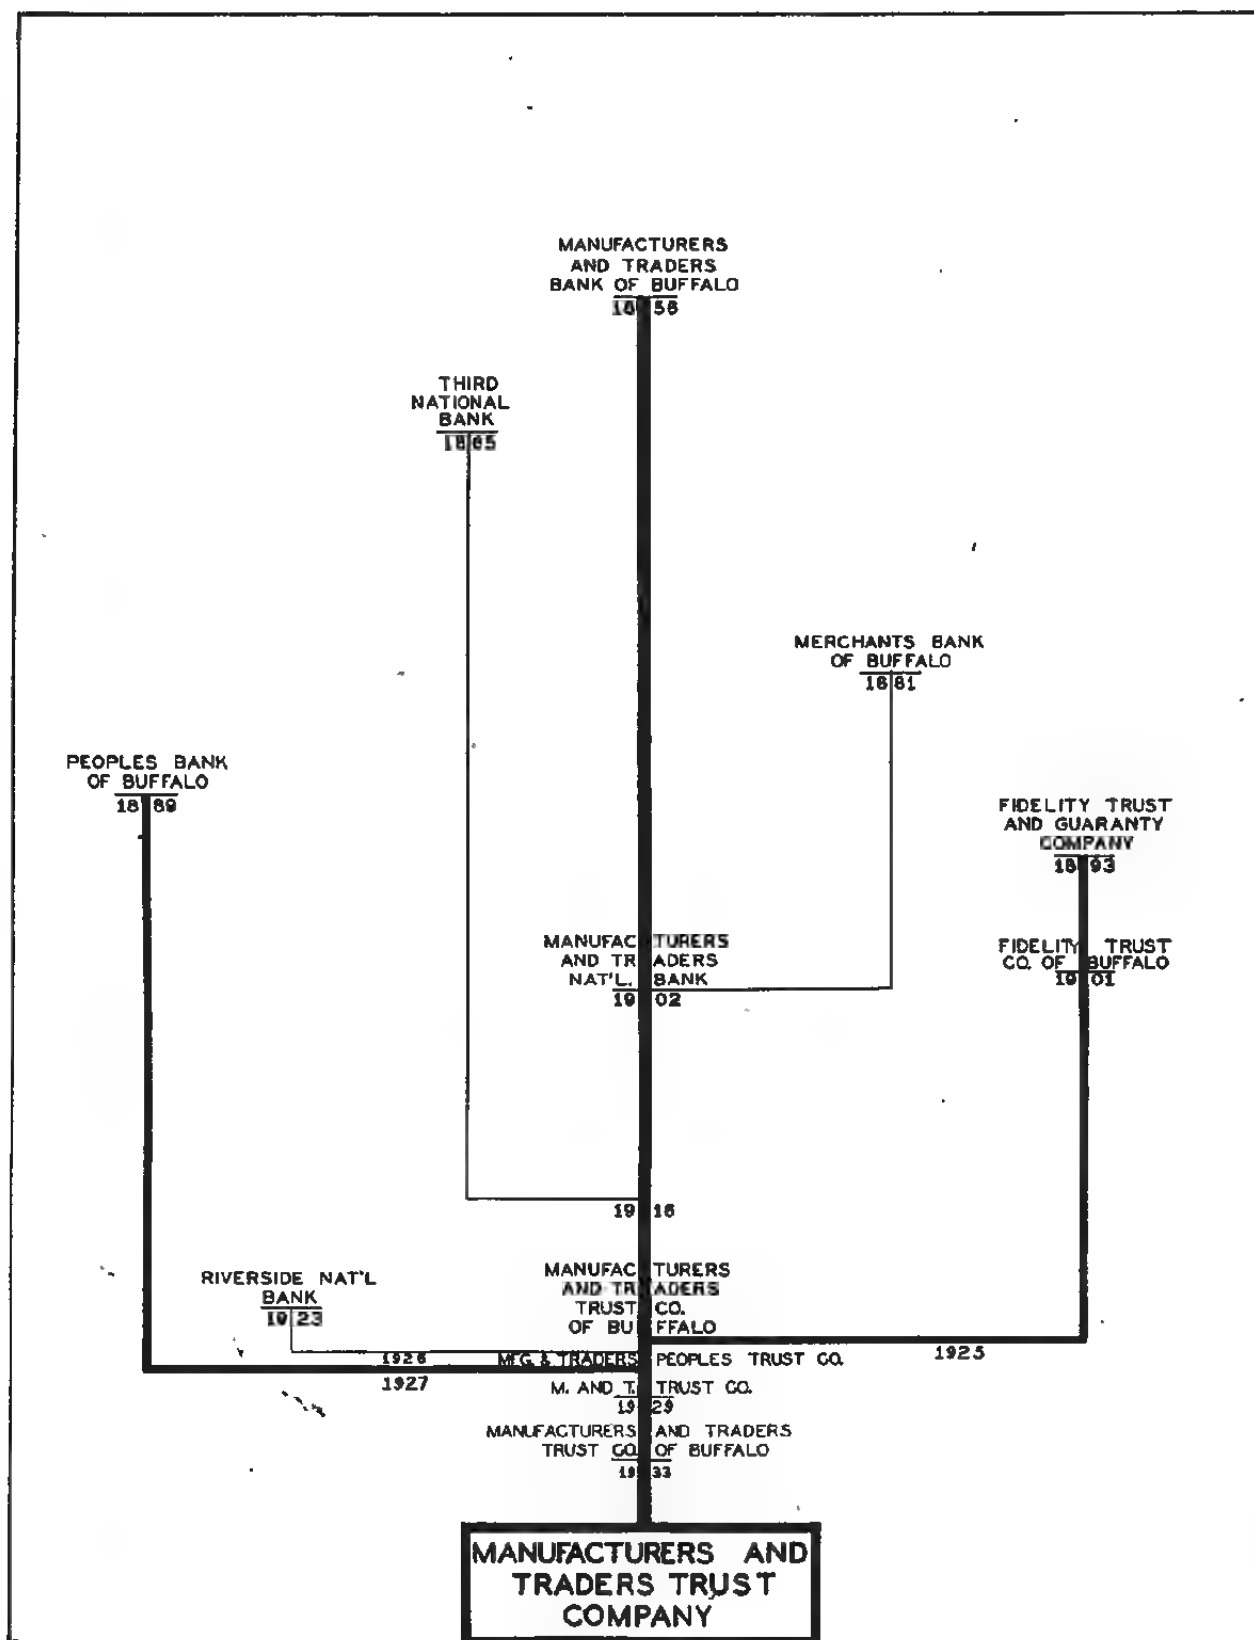 MANUFACTURERS
AND TRADERS
BANK OF BUFFALO
1856
THIRD
NATIONAL
BANK
1865
MERCHANTS BANK
OF BUFFALO
1881
PEOPLES BANK
OF BUFFALO
1889
FIDELITY TRUST
AND GUARANTY
COMPANY
1893
MANUFACTURERS
AND TRADERS
NAT'L. BANK
1902
FIDELITY TRUST
CO. OF BUFFALO
1901
1916
RIVERSIDE NAT'L
BANK
1923
MANUFACTURERS
AND TRADERS
TRUST CO.
OF BUFFALO
1925
1926
MFG. & TRADERS PEOPLES TRUST CO.
1927
M. AND T. TRUST CO.
1929
MANUFACTURERS AND TRADERS
TRUST CO. OF BUFFALO
1933
MANUFACTURERS AND
TRADERS TRUST
COMPANY